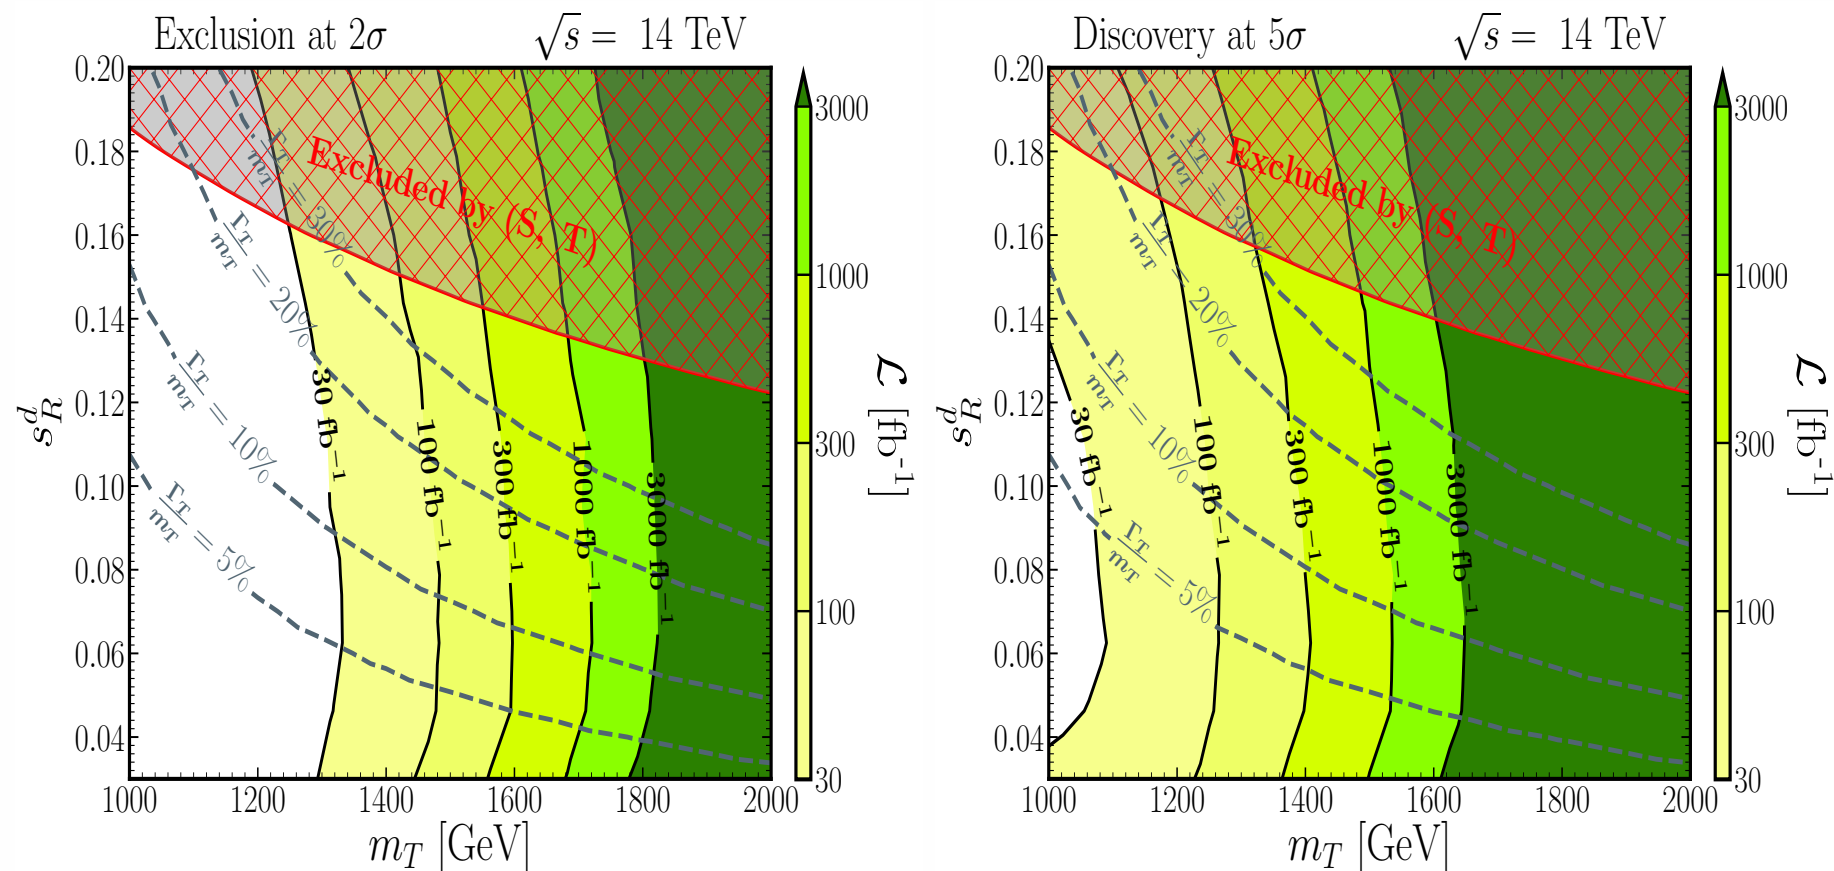 Exclusion at 2σ
√s = 14 TeV
0.20
0.18
0.16
0.14
0.12
0.10
0.08
0.06
0.04
s_R^d
Γ_T/m_T = 30%
Γ_T/m_T = 20%
Γ_T/m_T = 10%
Γ_T/m_T = 5%
Excluded by (S, T)
30 fb⁻¹
100 fb⁻¹
300 fb⁻¹
1000 fb⁻¹
3000 fb⁻¹
1000 1200 1400 1600 1800 2000
m_T [GeV]
3000
1000
300
100
30
ℒ [fb⁻¹]
Discovery at 5σ
√s = 14 TeV
0.20
0.18
0.16
0.14
0.12
0.10
0.08
0.06
0.04
s_R^d
Γ_T/m_T = 30%
Γ_T/m_T = 20%
Γ_T/m_T = 10%
Γ_T/m_T = 5%
Excluded by (S, T)
30 fb⁻¹
100 fb⁻¹
300 fb⁻¹
1000 fb⁻¹
3000 fb⁻¹
1000 1200 1400 1600 1800 2000
m_T [GeV]
3000
1000
300
100
30
ℒ [fb⁻¹]